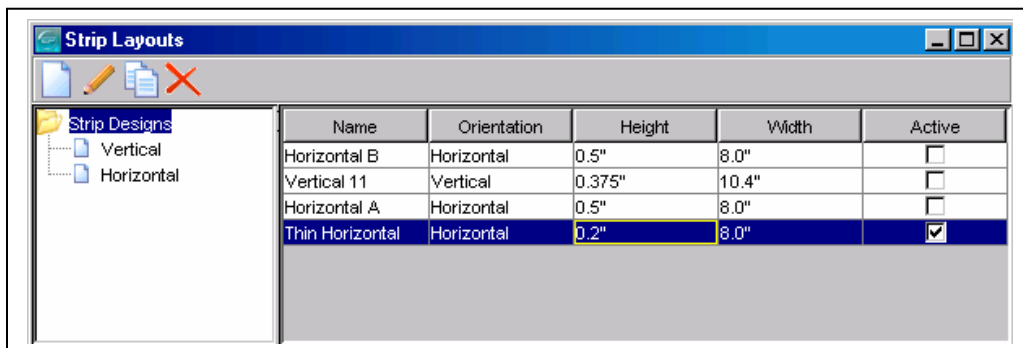 Strip Layouts
Strip Designs
Vertical
Horizontal
Name Orientation Height Width Active
Horizontal B Horizontal 0.5" 8.0"
Vertical 11 Vertical 0.375" 10.4"
Horizontal A Horizontal 0.5" 8.0"
Thin Horizontal Horizontal 0.2" 8.0"